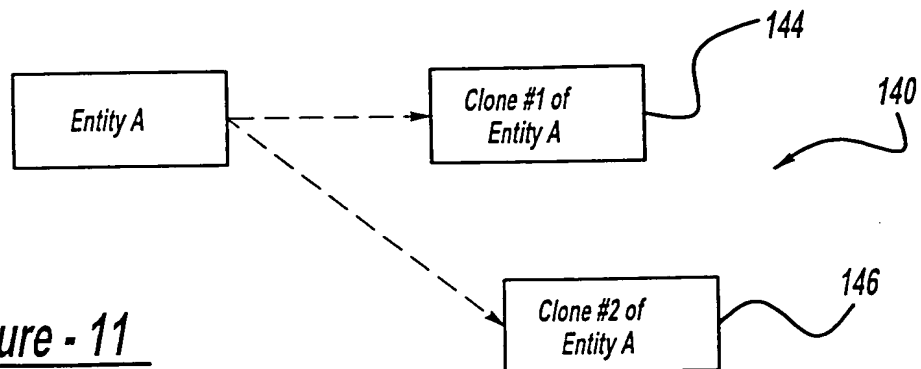 144
Entity A
Clone #1 of
Entity A
140
Clone #2 of
Entity A
146
ure - 11